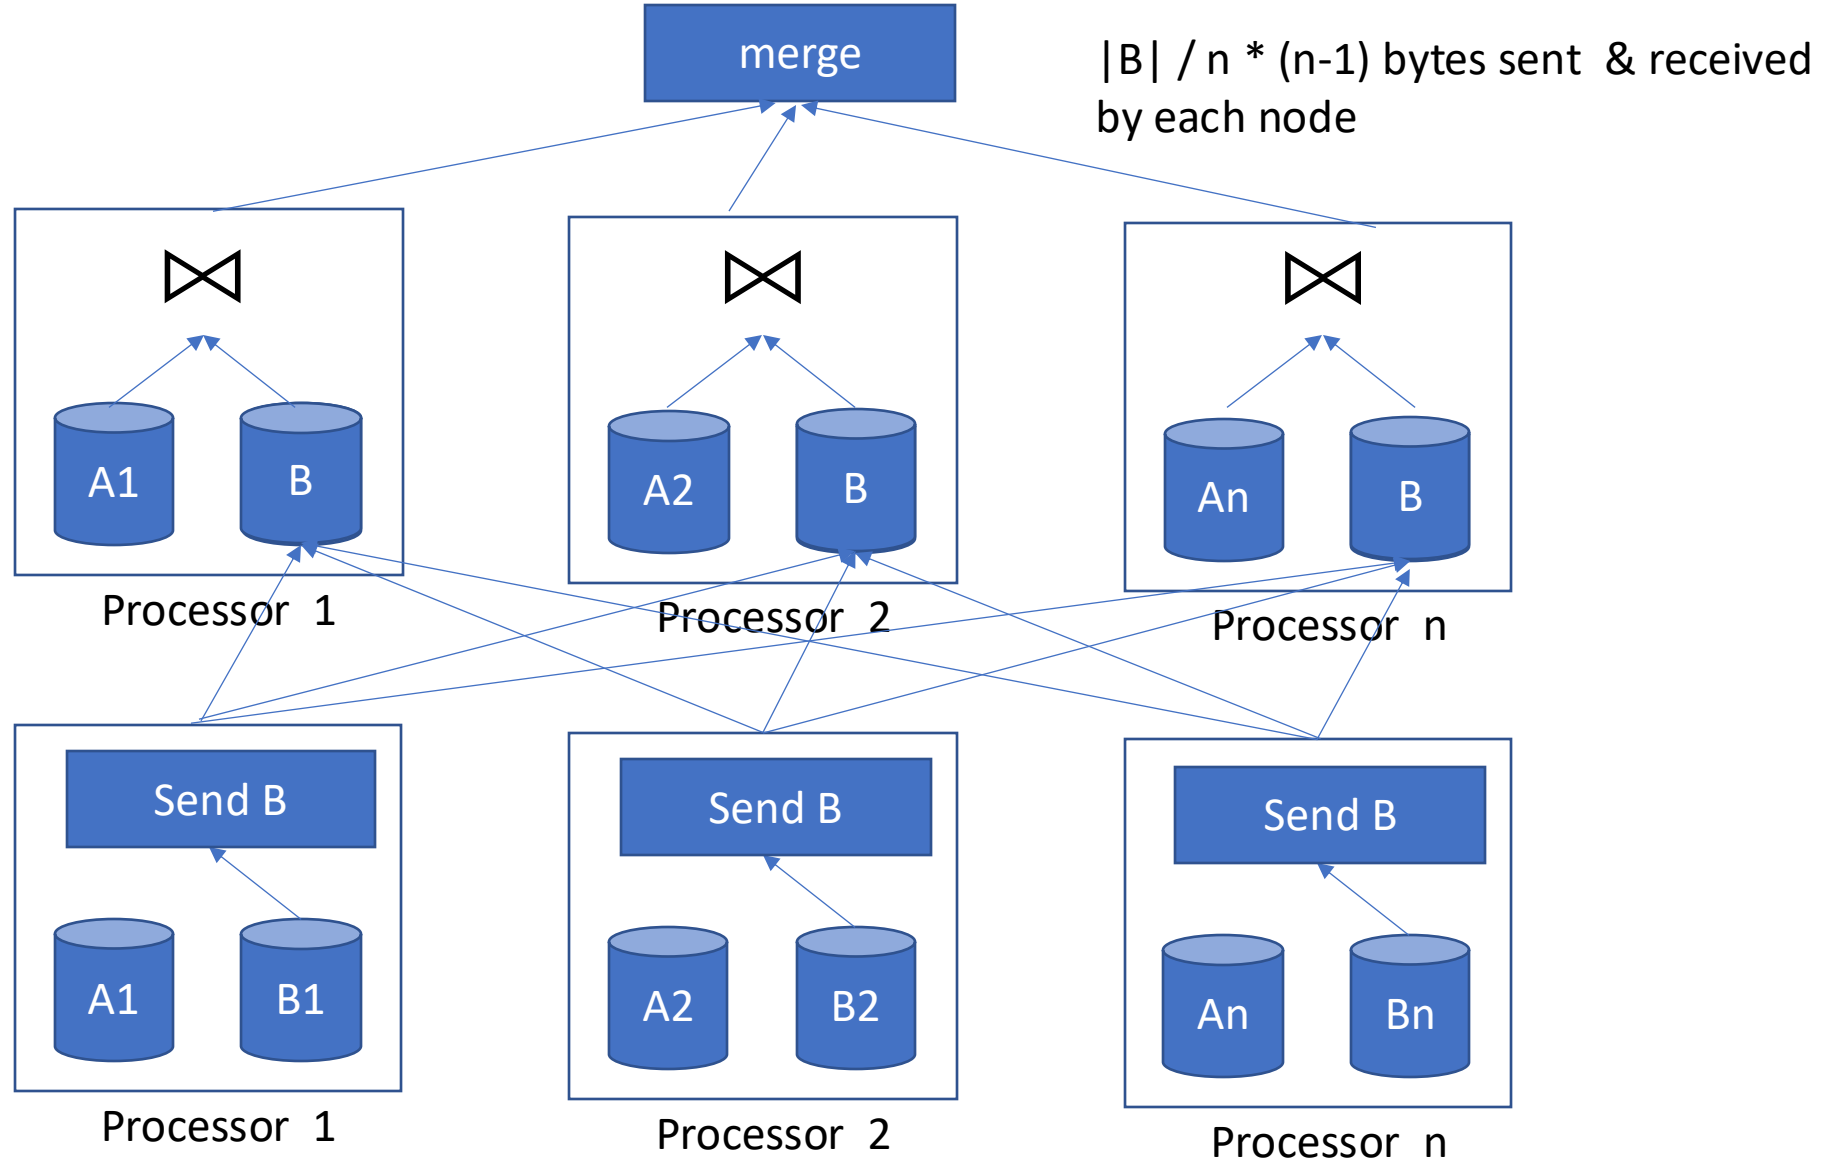 merge
|B| / n * (n-1) bytes sent & received
by each node
A1
B
A2
B
An
B
Processor 1
Processor 2
Processor n
Send B
Send B
Send B
A1
B1
A2
B2
An
Bn
Processor 1
Processor 2
Processor n